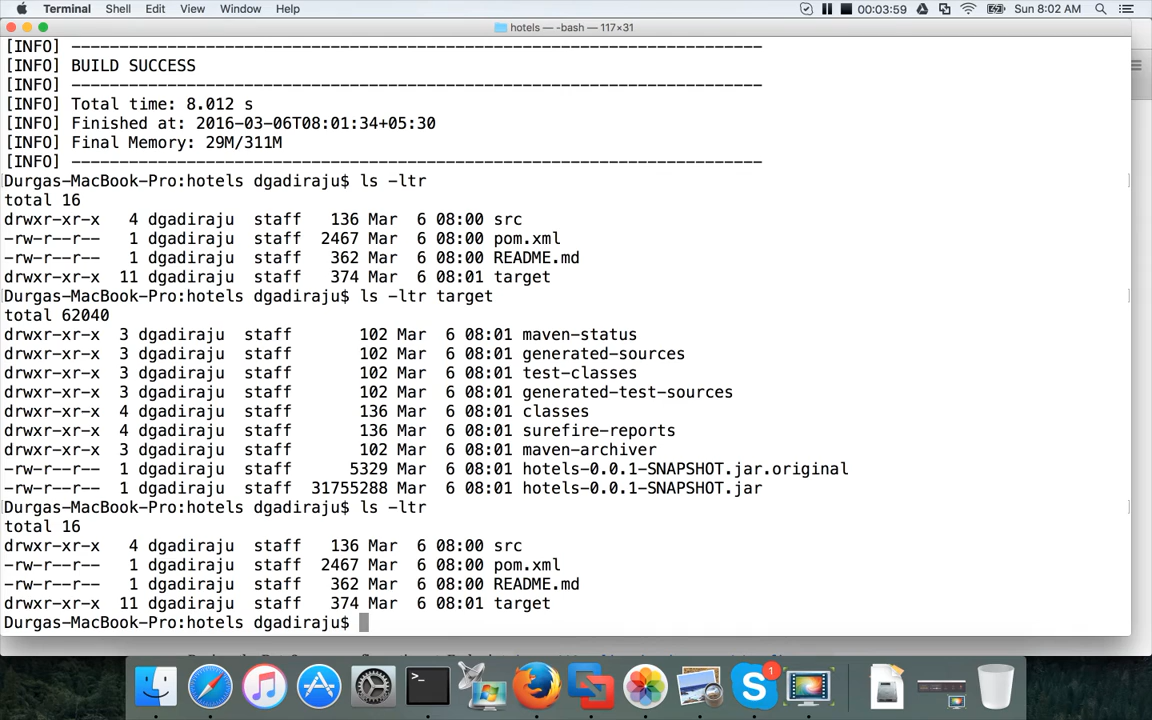 Terminal Shell Edit View Window Help 00:03:59 Sun 8:02 AM
hotels — -bash — 117×31
[INFO] ------------------------------------------------------------------------
[INFO] BUILD SUCCESS
[INFO] ------------------------------------------------------------------------
[INFO] Total time: 8.012 s
[INFO] Finished at: 2016-03-06T08:01:34+05:30
[INFO] Final Memory: 29M/311M
[INFO] ------------------------------------------------------------------------
Durgas-MacBook-Pro:hotels dgadiraju$ ls -ltr
total 16
drwxr-xr-x 4 dgadiraju staff 136 Mar 6 08:00 src
-rw-r--r-- 1 dgadiraju staff 2467 Mar 6 08:00 pom.xml
-rw-r--r-- 1 dgadiraju staff 362 Mar 6 08:00 README.md
drwxr-xr-x 11 dgadiraju staff 374 Mar 6 08:01 target
Durgas-MacBook-Pro:hotels dgadiraju$ ls -ltr target
total 62040
drwxr-xr-x 3 dgadiraju staff 102 Mar 6 08:01 maven-status
drwxr-xr-x 3 dgadiraju staff 102 Mar 6 08:01 generated-sources
drwxr-xr-x 3 dgadiraju staff 102 Mar 6 08:01 test-classes
drwxr-xr-x 3 dgadiraju staff 102 Mar 6 08:01 generated-test-sources
drwxr-xr-x 4 dgadiraju staff 136 Mar 6 08:01 classes
drwxr-xr-x 4 dgadiraju staff 136 Mar 6 08:01 surefire-reports
drwxr-xr-x 3 dgadiraju staff 102 Mar 6 08:01 maven-archiver
-rw-r--r-- 1 dgadiraju staff 5329 Mar 6 08:01 hotels-0.0.1-SNAPSHOT.jar.original
-rw-r--r-- 1 dgadiraju staff 31755288 Mar 6 08:01 hotels-0.0.1-SNAPSHOT.jar
Durgas-MacBook-Pro:hotels dgadiraju$ ls -ltr
total 16
drwxr-xr-x 4 dgadiraju staff 136 Mar 6 08:00 src
-rw-r--r-- 1 dgadiraju staff 2467 Mar 6 08:00 pom.xml
-rw-r--r-- 1 dgadiraju staff 362 Mar 6 08:00 README.md
drwxr-xr-x 11 dgadiraju staff 374 Mar 6 08:01 target
Durgas-MacBook-Pro:hotels dgadiraju$
1